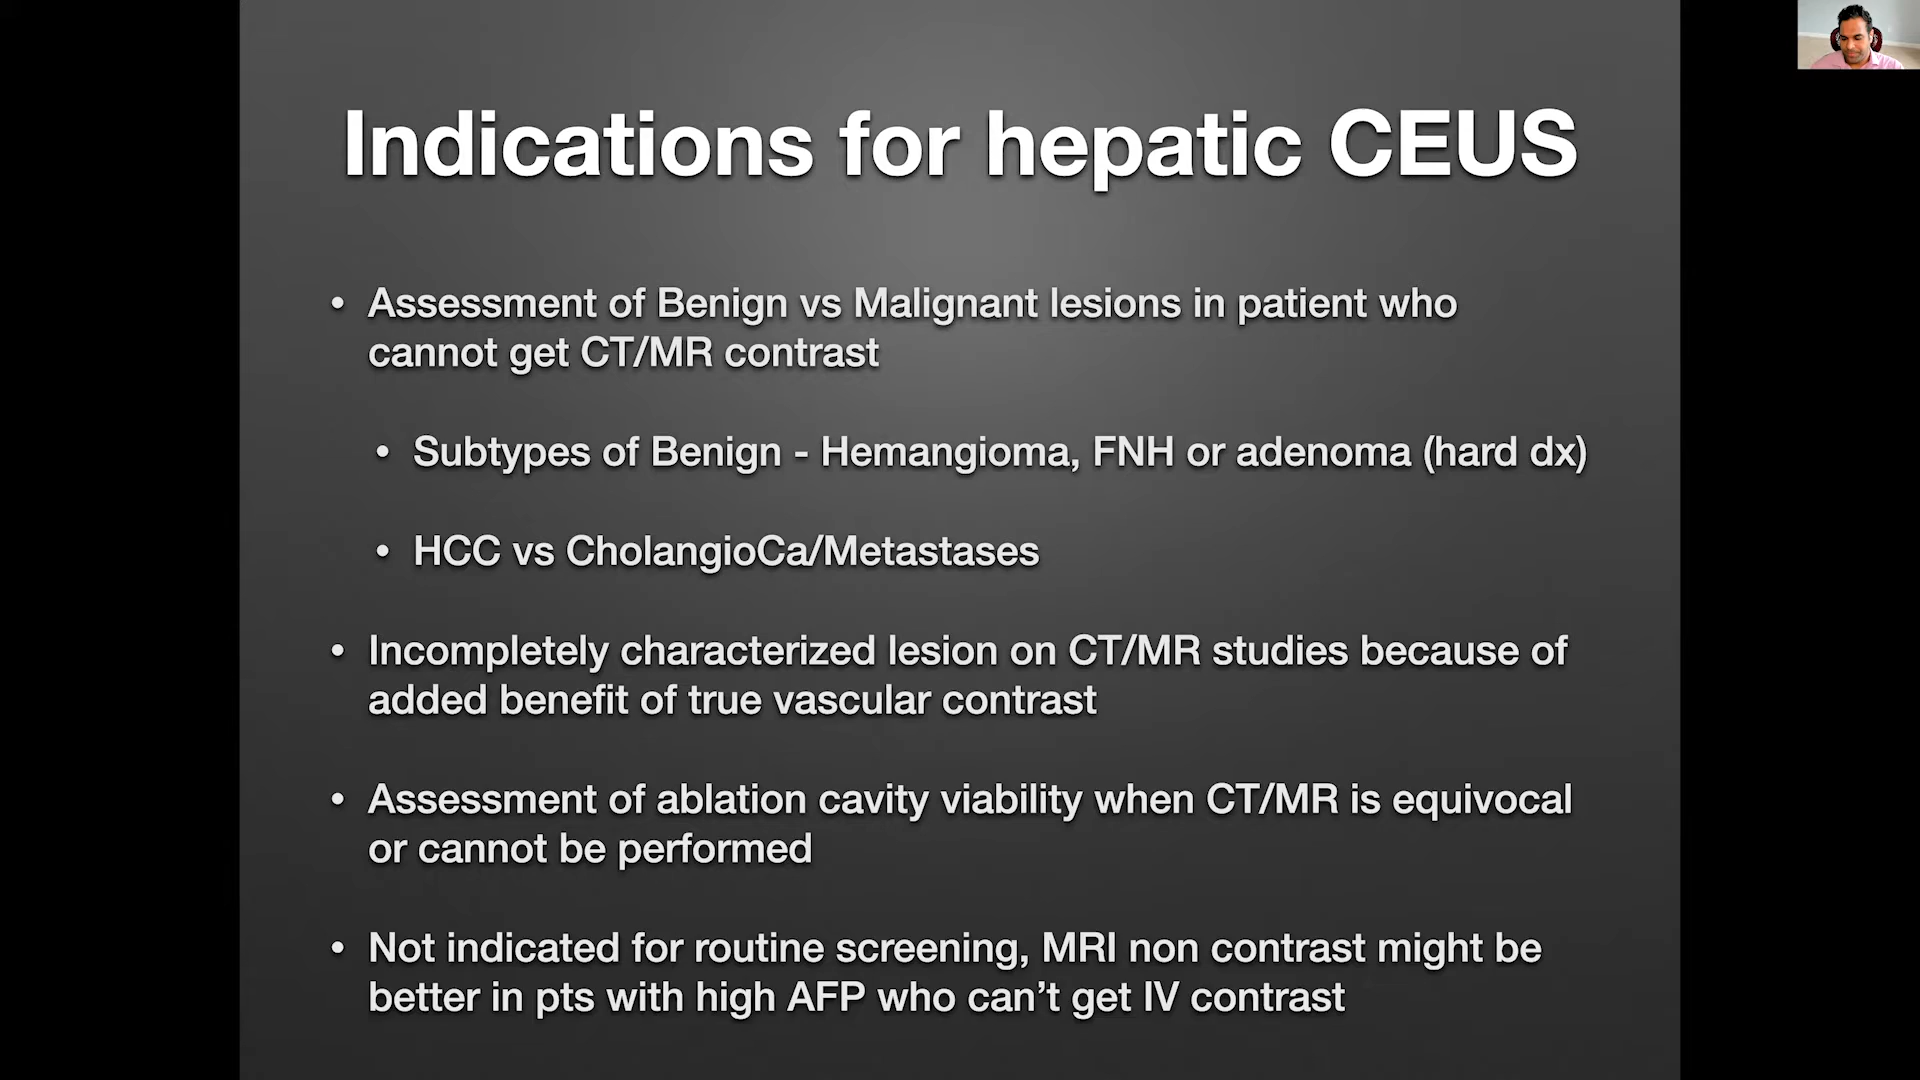 Indications for hepatic CEUS
• Assessment of Benign vs Malignant lesions in patient who
cannot get CT/MR contrast
• Subtypes of Benign - Hemangioma, FNH or adenoma (hard dx)
• HCC vs CholangioCa/Metastases
• Incompletely characterized lesion on CT/MR studies because of
added benefit of true vascular contrast
• Assessment of ablation cavity viability when CT/MR is equivocal
or cannot be performed
• Not indicated for routine screening, MRI non contrast might be
better in pts with high AFP who can’t get IV contrast